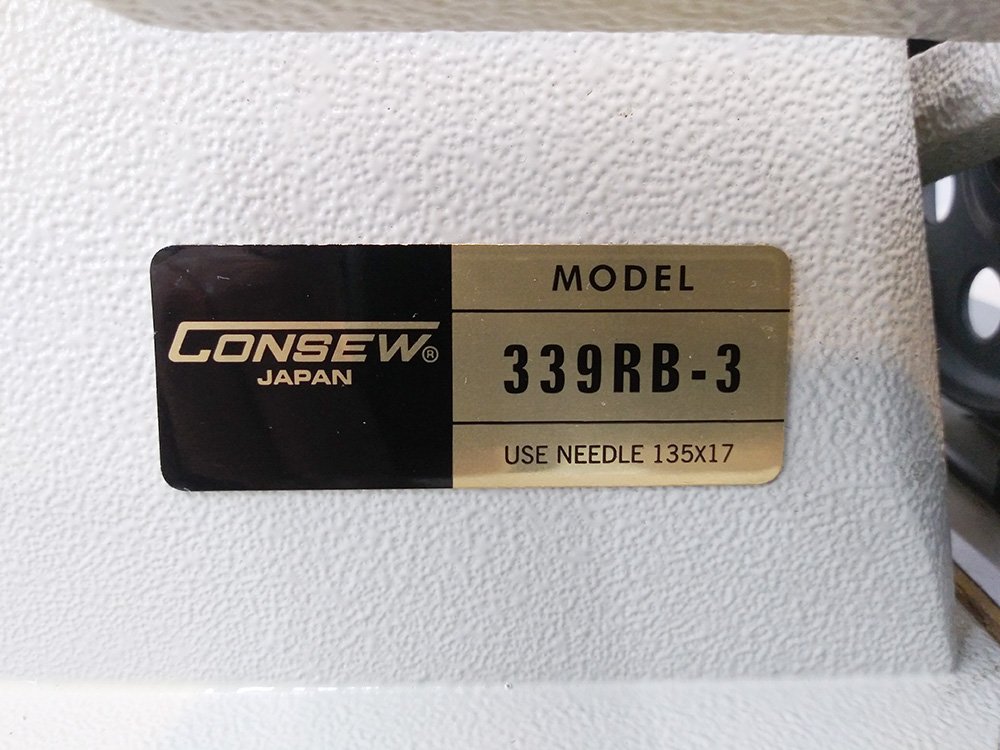 CONSEW®
JAPAN
MODEL
339RB-3
USE NEEDLE 135X17